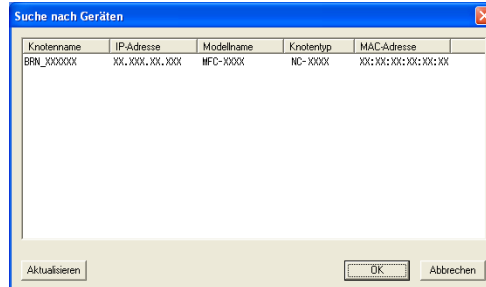 Suche nach Geräten
Knotenname IP-Adresse Modellname Knotentyp MAC-Adresse
BRN_XXXXXX XX.XXX.XX.XXX MFC-XXXX NC-XXXX XX:XX:XX:XX:XX:XX
Aktualisieren OK Abbrechen